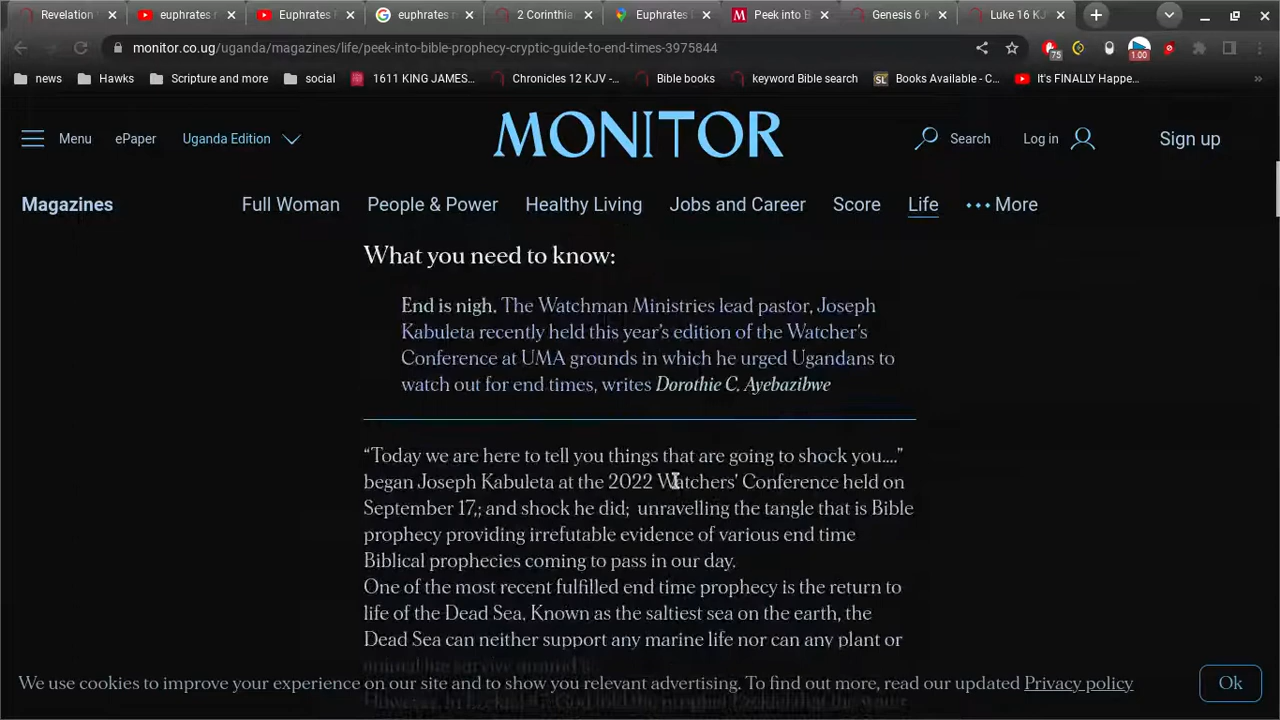 Revelation
euphrates r
Euphrates
euphrates r
2 Corinthia
Euphrates
Peek into B
Genesis 6 K
Luke 16 KJV
monitor.co.ug/uganda/magazines/life/peek-into-bible-prophecy-cryptic-guide-to-end-times-3975844
75
1.00
news Hawks Scripture and more social 1611 KING JAMES... Chronicles 12 KJV -... Bible books keyword Bible search SL Books Available - C... It's FINALLY Happe... »
Menu ePaper Uganda Edition MONITOR Search Log in Sign up
Magazines Full Woman People & Power Healthy Living Jobs and Career Score Life More
What you need to know:
End is nigh. The Watchman Ministries lead pastor, Joseph
Kabuleta recently held this year's edition of the Watcher's
Conference at UMA grounds in which he urged Ugandans to
watch out for end times, writes Dorothie C. Ayebazibwe
“Today we are here to tell you things that are going to shock you....”
began Joseph Kabuleta at the 2022 Watchers’ Conference held on
September 17,; and shock he did; unravelling the tangle that is Bible
prophecy providing irrefutable evidence of various end time
Biblical prophecies coming to pass in our day.
One of the most recent fulfilled end time prophecy is the return to
life of the Dead Sea. Known as the saltiest sea on the earth, the
Dead Sea can neither support any marine life nor can any plant or
We use cookies to improve your experience on our site and to show you relevant advertising. To find out more, read our updated Privacy policy Ok